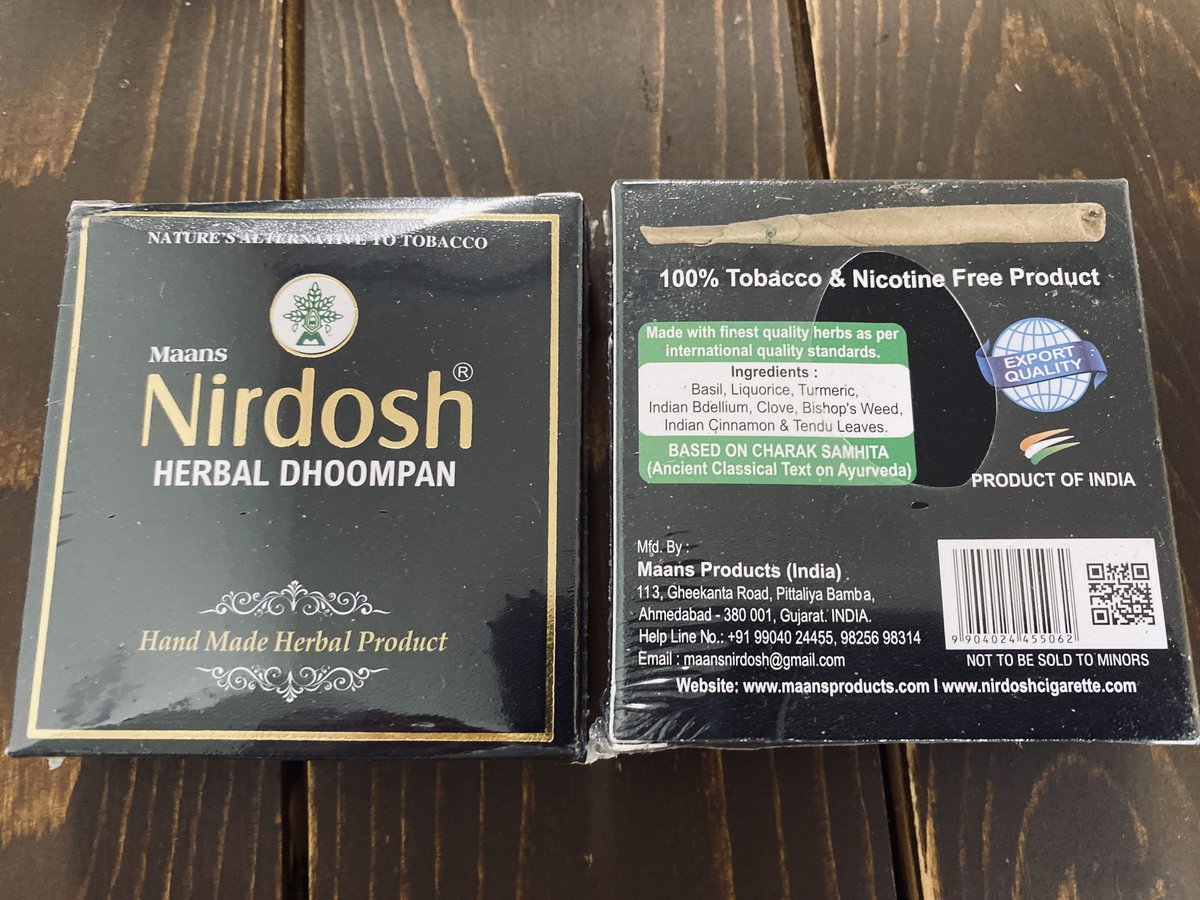 NATURE'S ALTERNATIVE TO TOBACCO
Maans
Nirdosh®
HERBAL DHOOMPAN
Hand Made Herbal Product
100% Tobacco & Nicotine Free Product
Made with finest quality herbs as per
international quality standards.
Ingredients :
Basil, Liquorice, Turmeric,
Indian Bdellium, Clove, Bishop's Weed,
Indian Cinnamon & Tendu Leaves.
BASED ON CHARAK SAMHITA
(Ancient Classical Text on Ayurveda)
EXPORT
QUALITY
PRODUCT OF INDIA
Mfd. By :
Maans Products (India)
113, Gheekanta Road, Pittaliya Bamba,
Ahmedabad - 380 001, Gujarat. INDIA.
Help Line No.: +91 99040 24455, 98256 98314
Email : maansnirdosh@gmail.com
9 904024 455062
NOT TO BE SOLD TO MINORS
Website: www.maansproducts.com I www.nirdoshcigarette.com